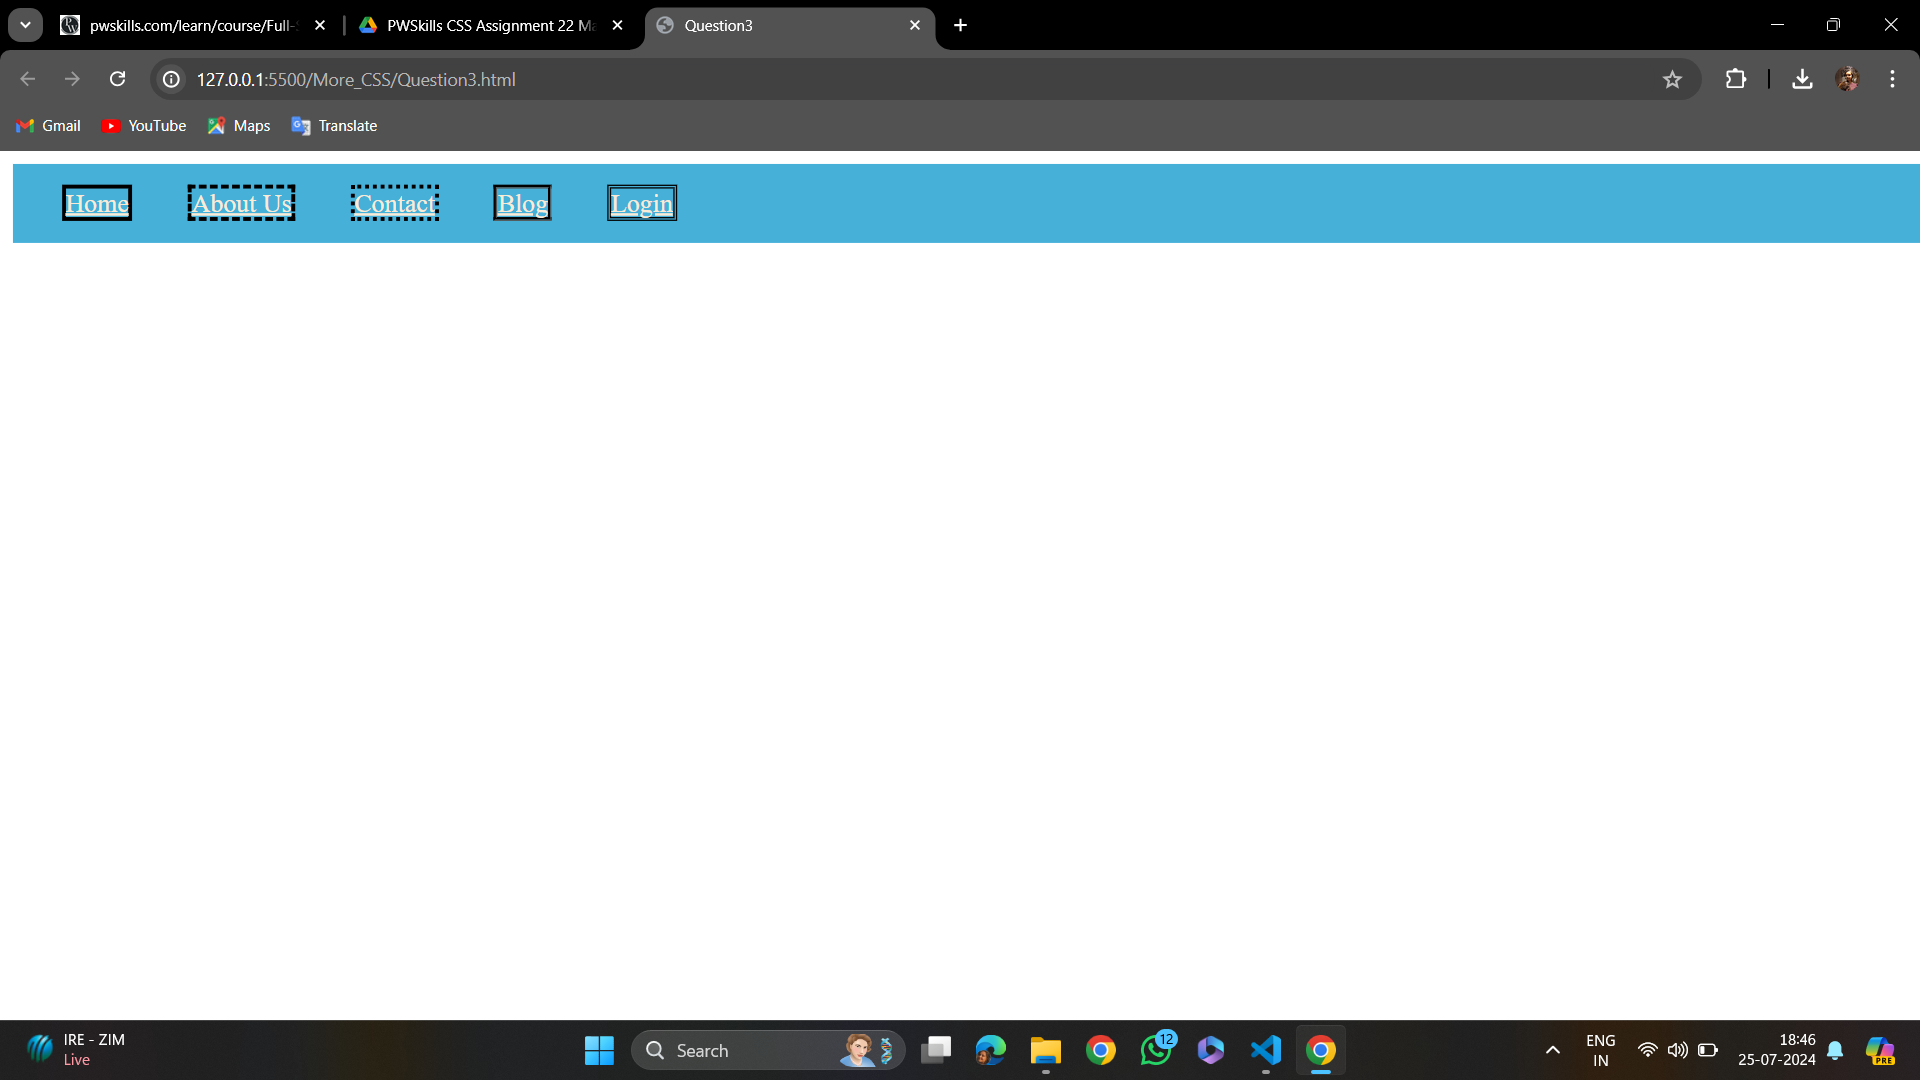 pwskills.com/learn/course/Full-
PWSkills CSS Assignment 22 Ma
Question3
127.0.0.1:5500/More_CSS/Question3.html
Gmail
YouTube
Maps
Translate
Home
About Us
Contact
Blog
Login
IRE - ZIM
Live
Search
12
ENG
IN
18:46
25-07-2024
PRE